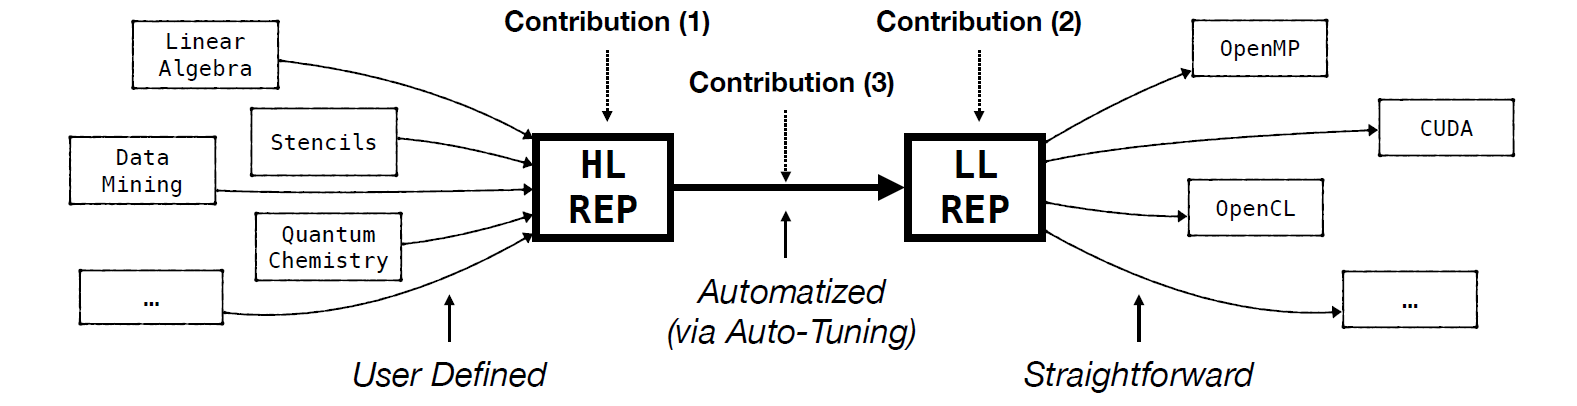 Contribution (1)
Contribution (2)
Contribution (3)
Linear
Algebra
Stencils
Data
Mining
Quantum
Chemistry
…
HL
REP
LL
REP
OpenMP
CUDA
OpenCL
…
User Defined
Automatized
(via Auto-Tuning)
Straightforward